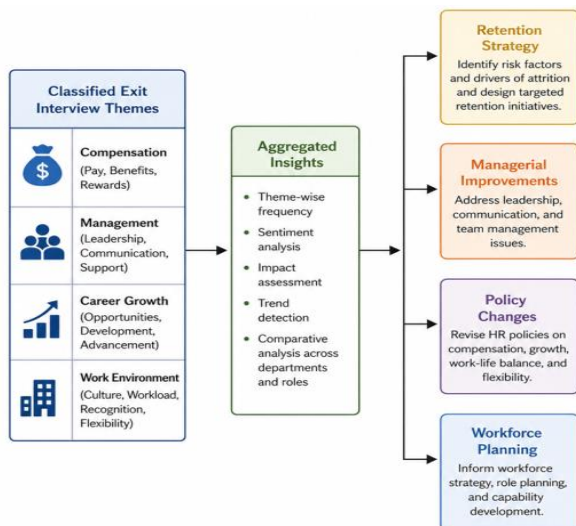 Classified Exit
Interview Themes
$
Compensation
(Pay, Benefits,
Rewards)
Management
(Leadership,
Communication,
Support)
Career Growth
(Opportunities,
Development,
Advancement)
Work Environment
(Culture, Workload,
Recognition,
Flexibility)
Aggregated
Insights
• Theme-wise
frequency
• Sentiment
analysis
• Impact
assessment
• Trend
detection
• Comparative
analysis across
departments
and roles
Retention
Strategy
Identify risk factors
and drivers of attrition
and design targeted
retention initiatives.
Managerial
Improvements
Address leadership,
communication, and
team management
issues.
Policy
Changes
Revise HR policies on
compensation, growth,
work-life balance, and
flexibility.
Workforce
Planning
Inform workforce
strategy, role planning,
and capability
development.